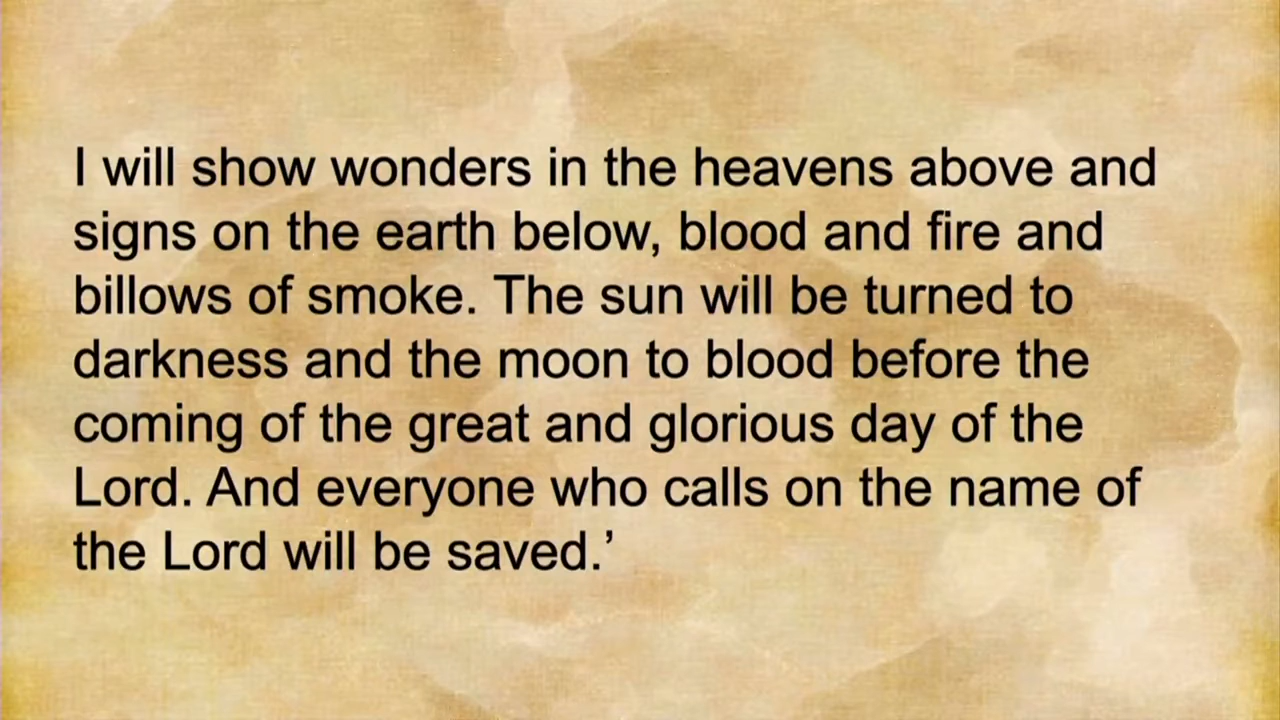 I will show wonders in the heavens above and
signs on the earth below, blood and fire and
billows of smoke. The sun will be turned to
darkness and the moon to blood before the
coming of the great and glorious day of the
Lord. And everyone who calls on the name of
the Lord will be saved.’